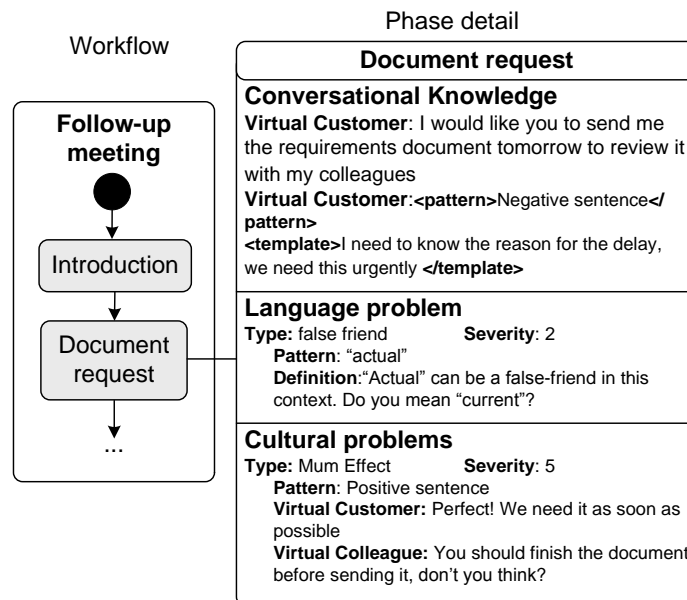 Workflow
Follow-up
meeting
Introduction
Document
request
...
Phase detail
Document request
Conversational Knowledge
Virtual Customer: I would like you to send me
the requirements document tomorrow to review it
with my colleagues
Virtual Customer:<pattern>Negative sentence</
pattern>
<template>I need to know the reason for the delay,
we need this urgently </template>
Language problem
Type: false friend Severity: 2
Pattern: “actual”
Definition:“Actual” can be a false-friend in this
context. Do you mean “current”?
Cultural problems
Type: Mum Effect Severity: 5
Pattern: Positive sentence
Virtual Customer: Perfect! We need it as soon as
possible
Virtual Colleague: You should finish the document
before sending it, don’t you think?